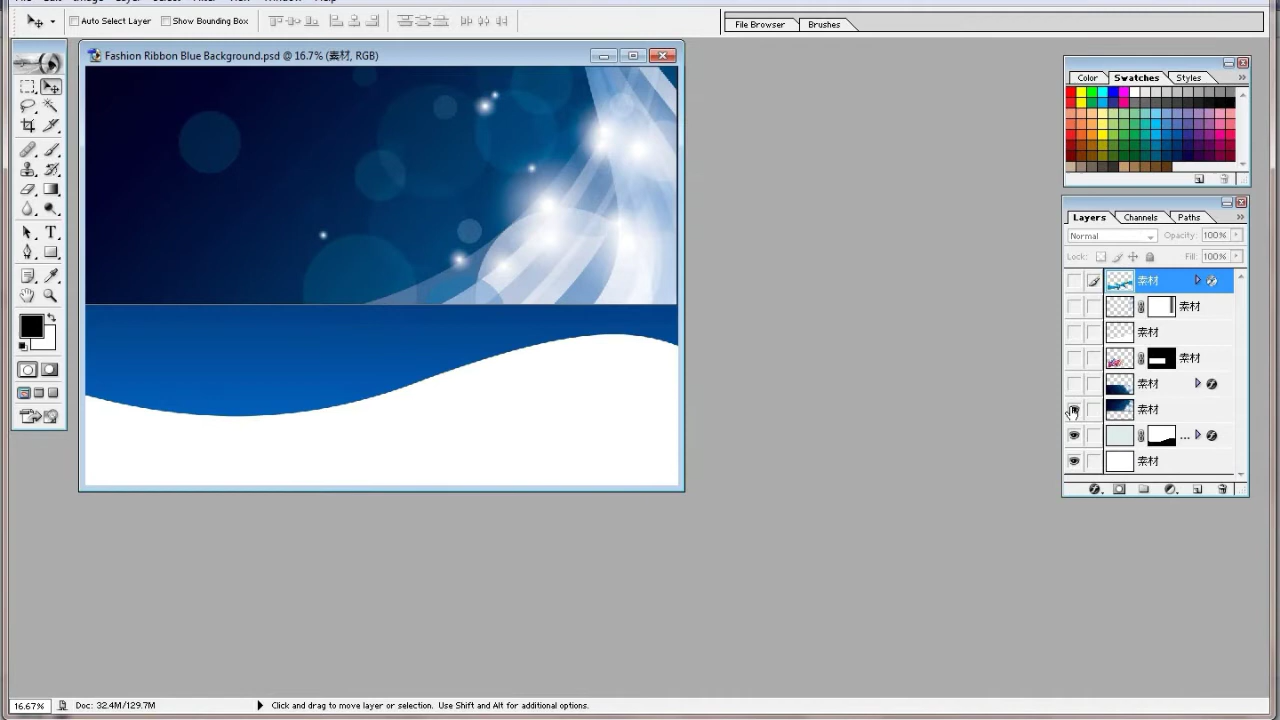 Auto Select Layer
Show Bounding Box
File Browser
Brushes
Fashion Ribbon Blue Background.psd @ 16.7% (素材, RGB)
Color
Swatches
Styles
Layers
Channels
Paths
Normal
Opacity: 100%
Lock:
Fill: 100%
素材
素材
素材
素材
素材
素材
...
素材
16.67%
Doc: 32.4M/129.7M
Click and drag to move layer or selection. Use Shift and Alt for additional options.